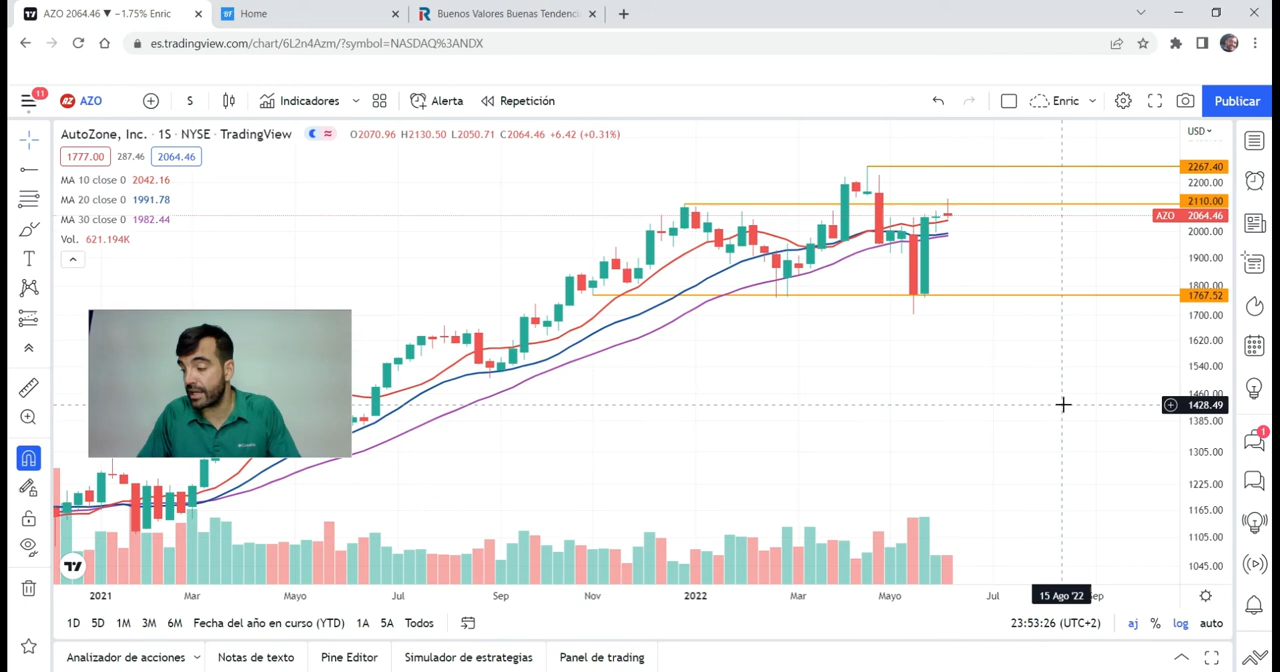 AZO 2064.46 ▼ −1.75% Enric
Home
Buenos Valores Buenas Tendenci
es.tradingview.com/chart/6L2n4Azm/?symbol=NASDAQ%3ANDX
11
AZO
S
Indicadores
Alerta
Repetición
Enric
Publicar
AutoZone, Inc. · 1S · NYSE · TradingView
O2070.96 H2130.50 L2050.71 C2064.46 +6.42 (+0.31%)
USD
1777.00 287.46 2064.46
MA 10 close 0 2042.16
MA 20 close 0 1991.78
MA 30 close 0 1982.44
Vol. 621.194K
2267.40
2200.00
2110.00
AZO 2064.46
2000.00
1900.00
1800.00
1767.52
1700.00
1620.00
1540.00
1460.00
1428.49
1385.00
1305.00
1225.00
1165.00
1105.00
1045.00
1
2021 Mar Mayo Jul Sep Nov 2022 Mar Mayo Jul 15 Ago '22 ep
1D 5D 1M 3M 6M Fecha del año en curso (YTD) 1A 5A Todos
23:53:26 (UTC+2) aj % log auto
Analizador de acciones Notas de texto Pine Editor Simulador de estrategias Panel de trading